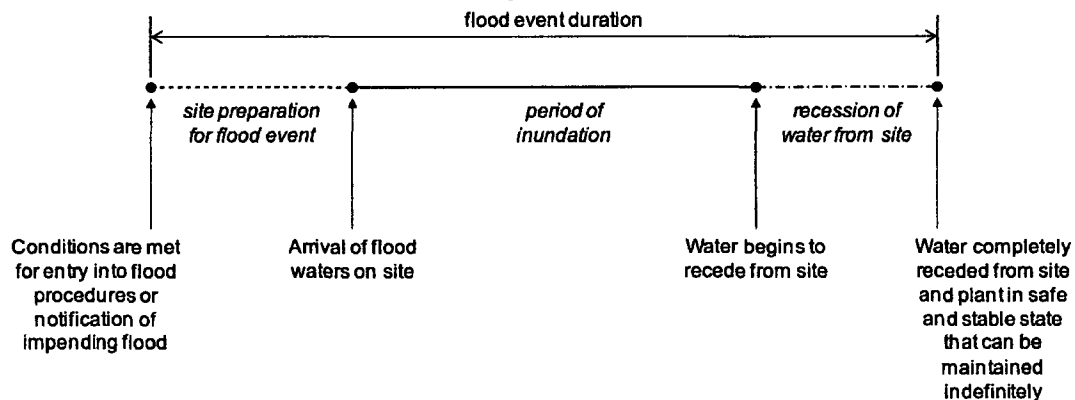 flood event duration
site preparation
for flood event
period of
inundation
recession of
water from site
Conditions are met
for entry into flood
procedures or
notification of
impending flood
Arrival of flood
waters on site
Water begins to
recede from site
Water completely
receded from site
and plant in safe
and stable state
that can be
maintained
indefinitely